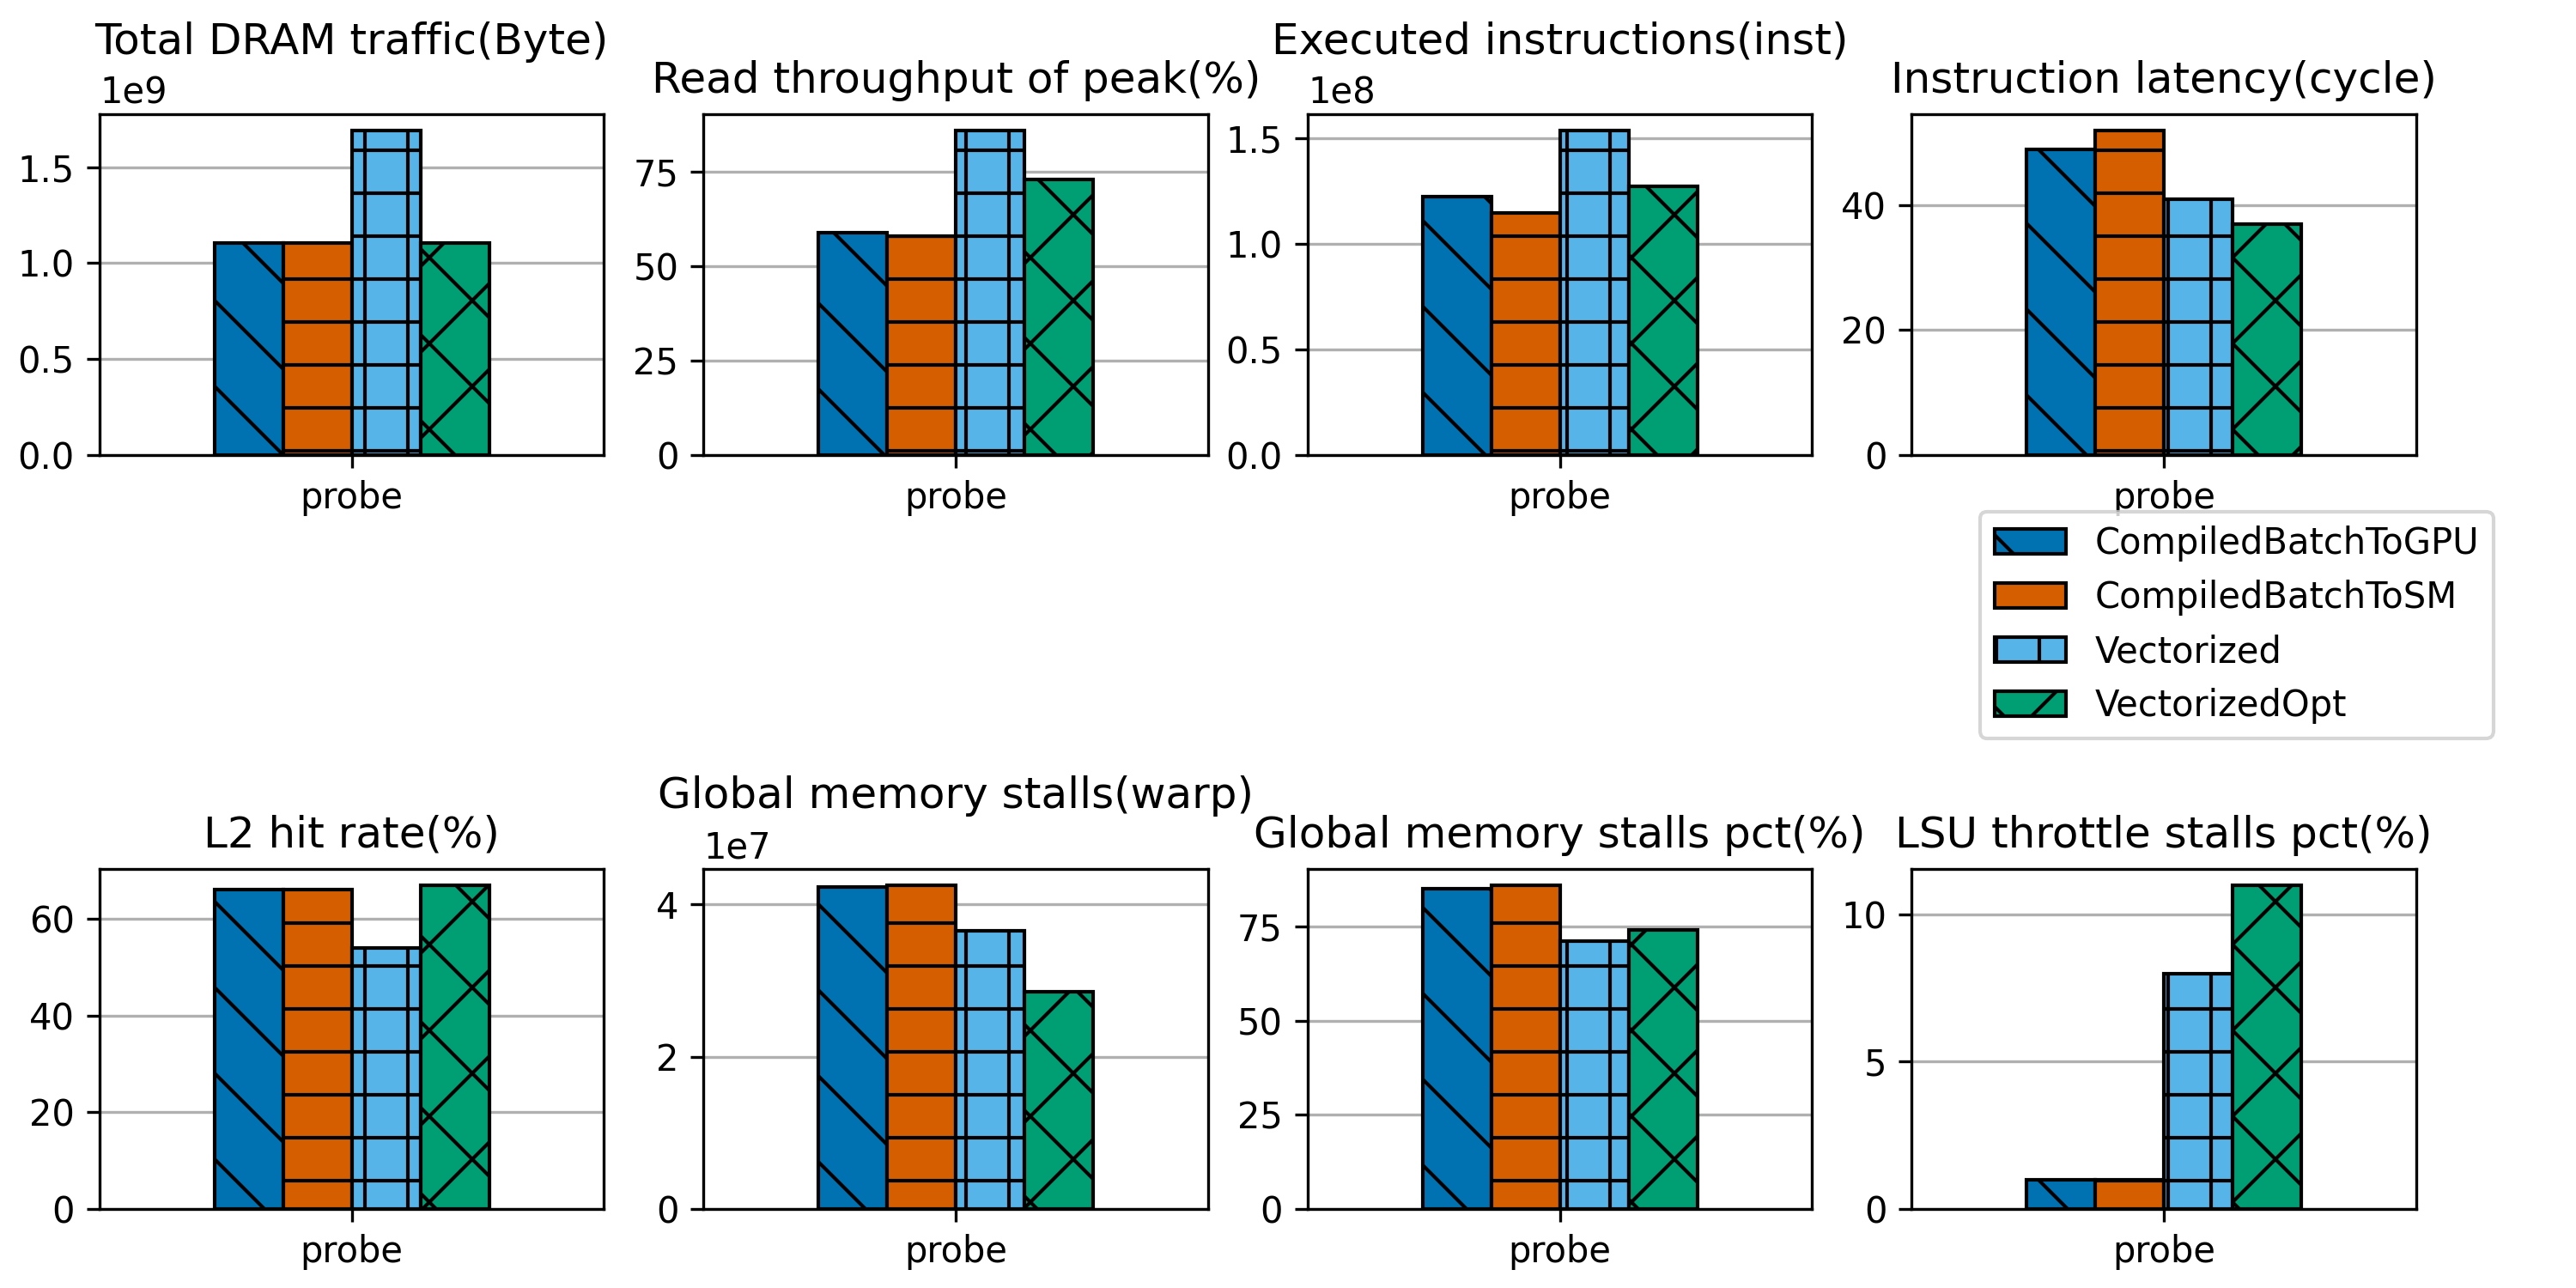 Total DRAM traffic(Byte)
1e9
1.5
1.0
0.5
0.0
probe
Read throughput of peak(%)
75
50
25
0
probe
Executed instructions(inst)
1e8
1.5
1.0
0.5
0.0
probe
Instruction latency(cycle)
40
20
0
probe
CompiledBatchToGPU
CompiledBatchToSM
Vectorized
VectorizedOpt
L2 hit rate(%)
60
40
20
0
probe
Global memory stalls(warp)
1e7
4
2
0
probe
Global memory stalls pct(%)
75
50
25
0
probe
LSU throttle stalls pct(%)
10
5
0
probe